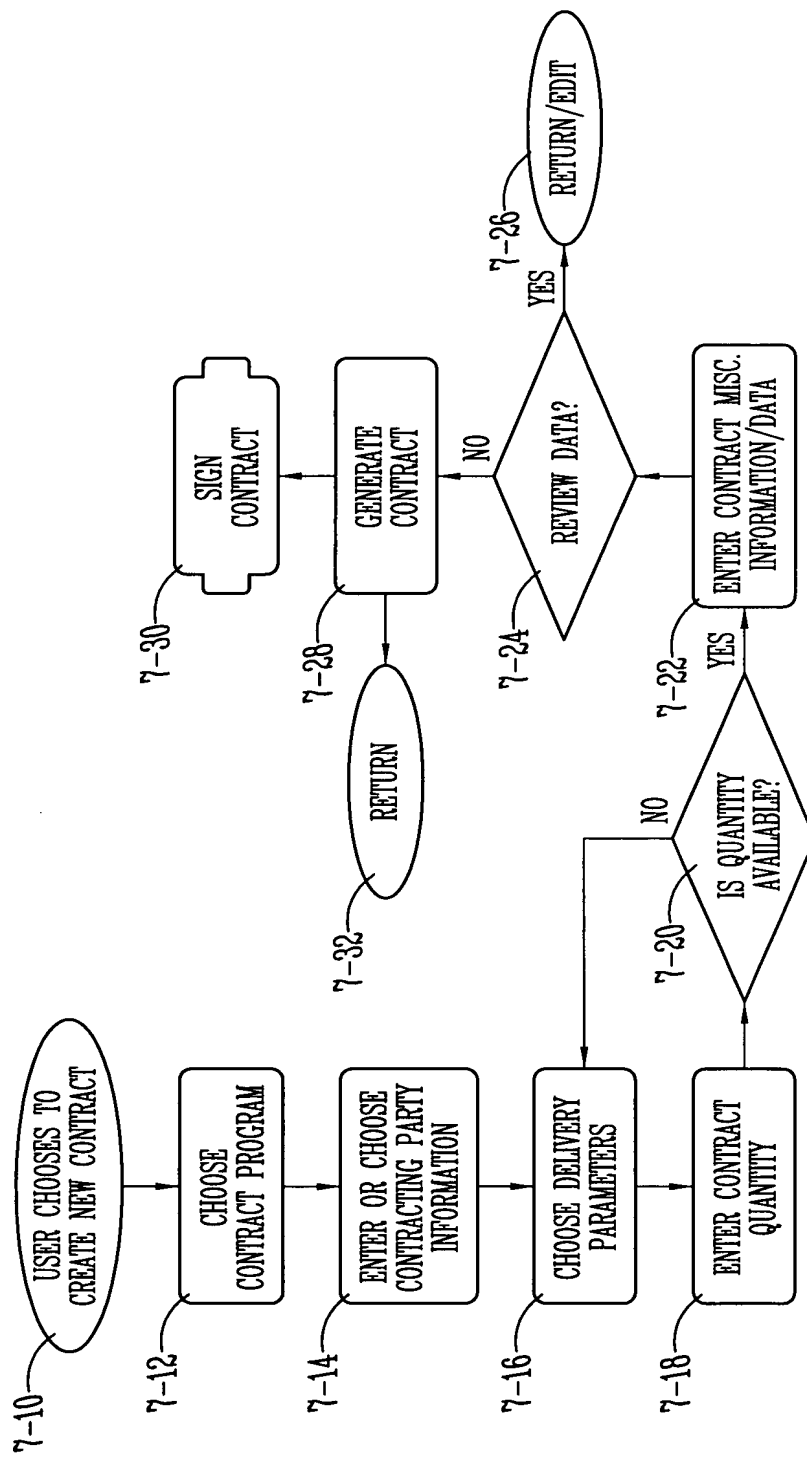 7-10
USER CHOOSES TO
CREATE NEW CONTRACT
7-12
CHOOSE
CONTRACT PROGRAM
7-14
ENTER OR CHOOSE
CONTRACTING PARTY
INFORMATION
7-16
CHOOSE DELIVERY
PARAMETERS
7-18
ENTER CONTRACT
QUANTITY
7-20
IS QUANTITY
AVAILABLE?
NO
YES
7-22
ENTER CONTRACT MISC.
INFORMATION/DATA
7-24
REVIEW DATA?
YES
7-26
RETURN/EDIT
NO
7-28
GENERATE
CONTRACT
7-30
SIGN
CONTRACT
7-32
RETURN